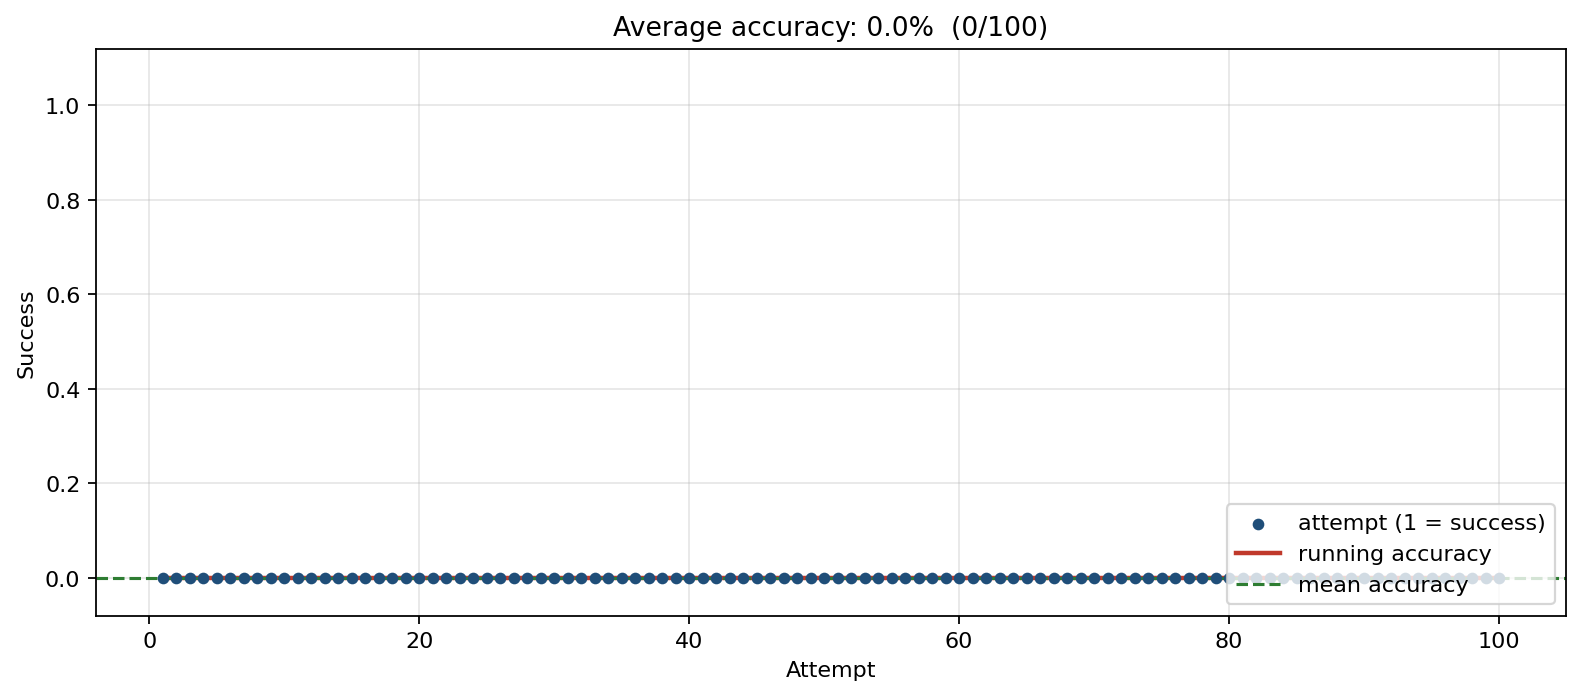 Average accuracy: 0.0%  (0/100)
1.0
0.8
0.6
0.4
0.2
0.0
Success
attempt (1 = success)
running accuracy
mean accuracy
0 20 40 60 80 100
Attempt